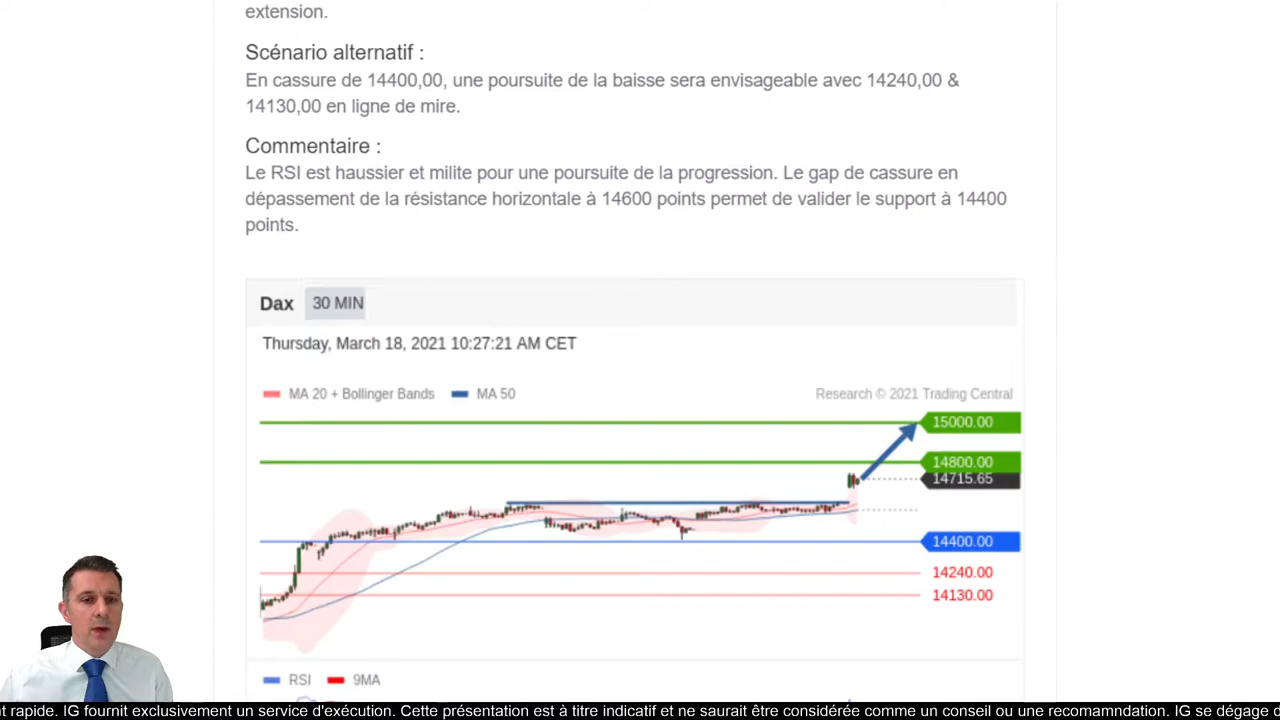 extension.
Scénario alternatif :
En cassure de 14400,00, une poursuite de la baisse sera envisageable avec 14240,00 &
14130,00 en ligne de mire.
Commentaire :
Le RSI est haussier et milite pour une poursuite de la progression. Le gap de cassure en
dépassement de la résistance horizontale à 14600 points permet de valider le support à 14400
points.
Dax 30 MIN
Thursday, March 18, 2021 10:27:21 AM CET
MA 20 + Bollinger Bands MA 50 Research © 2021 Trading Central
15000.00
14800.00
14715.65
14400.00
14240.00
14130.00
RSI 9MA
nt rapide. IG fournit exclusivement un service d'exécution. Cette présentation est à titre indicatif et ne saurait être considérée comme un conseil ou une recomamndation. IG se dégage d